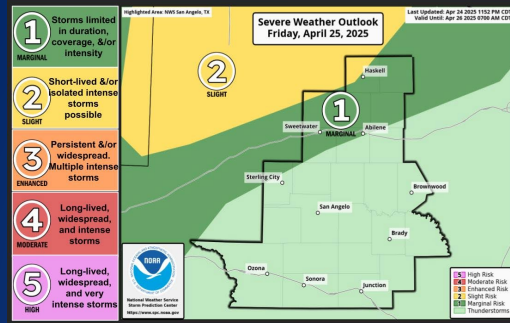 1
MARGINAL
Storms limited
in duration,
coverage, &/or
intensity
2
SLIGHT
Short-lived &/or
isolated intense
storms
possible
3
ENHANCED
Persistent &/or
widespread.
Multiple intense
storms
4
MODERATE
Long-lived,
widespread,
and intense
storms
5
HIGH
Long-lived,
widespread,
and very
intense storms
Highlighted Area: NWS San Angelo, TX
Severe Weather Outlook
Friday, April 25, 2025
Last Updated: Apr 24 2025 1152 PM CDT
Valid Until: Apr 26 2025 0700 AM CDT
2
SLIGHT
Haskell
1
MARGINAL
Sweetwater
Abilene
Sterling City
Brownwood
San Angelo
Brady
Ozona
Sonora
Junction
NOAA
National Weather Service
Storm Prediction Center
https://www.spc.noaa.gov
5 High Risk
4 Moderate Risk
3 Enhanced Risk
2 Slight Risk
1 Marginal Risk
Thunderstorms